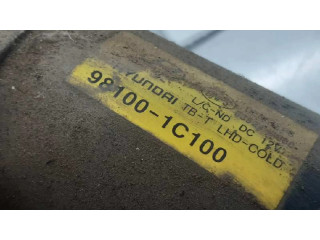 L/C-NO DC 12V
YUNDAI TB-T LHD-COLD
98100-1C100